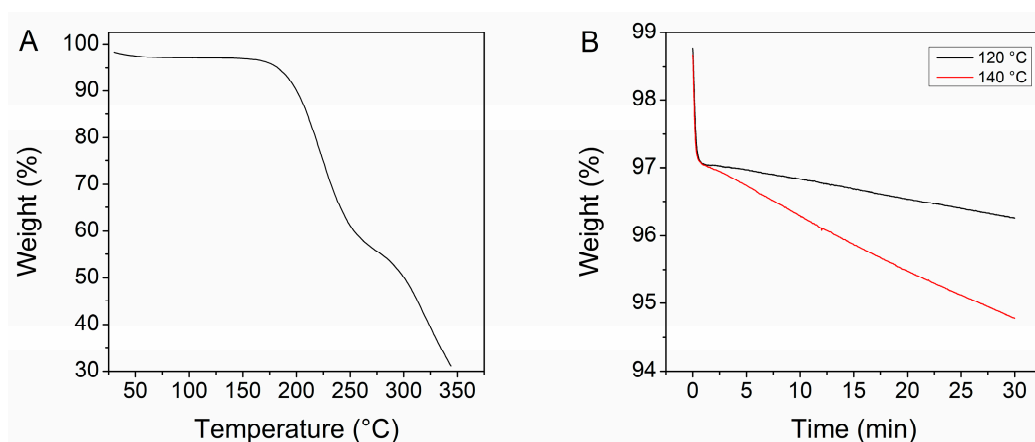 A
100
90
80
70
60
50
40
30
50 100 150 200 250 300 350
Weight (%)
Temperature (°C)
B
99
98
97
96
95
94
0 5 10 15 20 25 30
Weight (%)
Time (min)
120 °C
140 °C